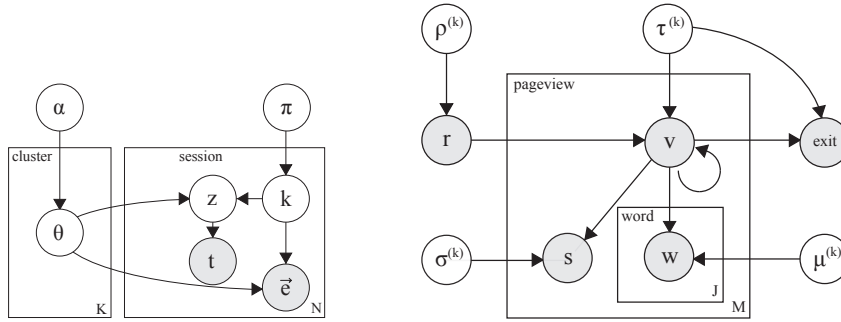 α
π
cluster
session
z
k
θ
t
e⃗
K
N
ρ⁽ᵏ⁾
τ⁽ᵏ⁾
pageview
r
v
exit
word
σ⁽ᵏ⁾
s
w
μ⁽ᵏ⁾
J
M